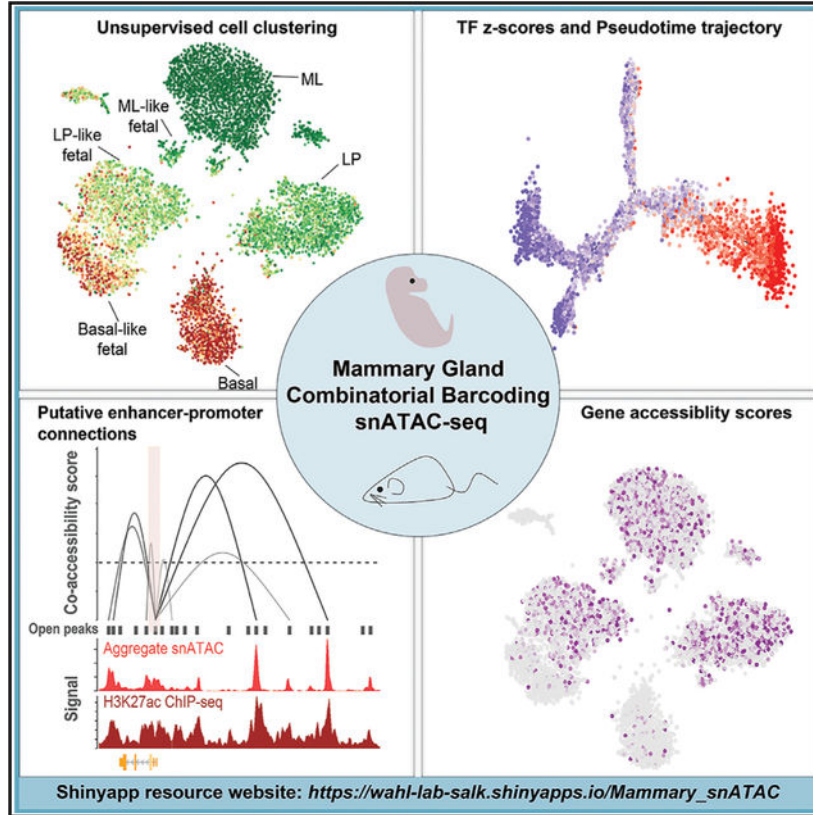 Unsupervised cell clustering
ML
ML-like
fetal
LP-like
fetal
LP
Basal-like
fetal
Basal
TF z-scores and Pseudotime trajectory
Mammary Gland
Combinatorial Barcoding
snATAC-seq
Putative enhancer-promoter
connections
Co-accessibility score
Open peaks
Aggregate snATAC
Signal
H3K27ac ChIP-seq
Gene accessiblity scores
Shinyapp resource website: https://wahl-lab-salk.shinyapps.io/Mammary_snATAC